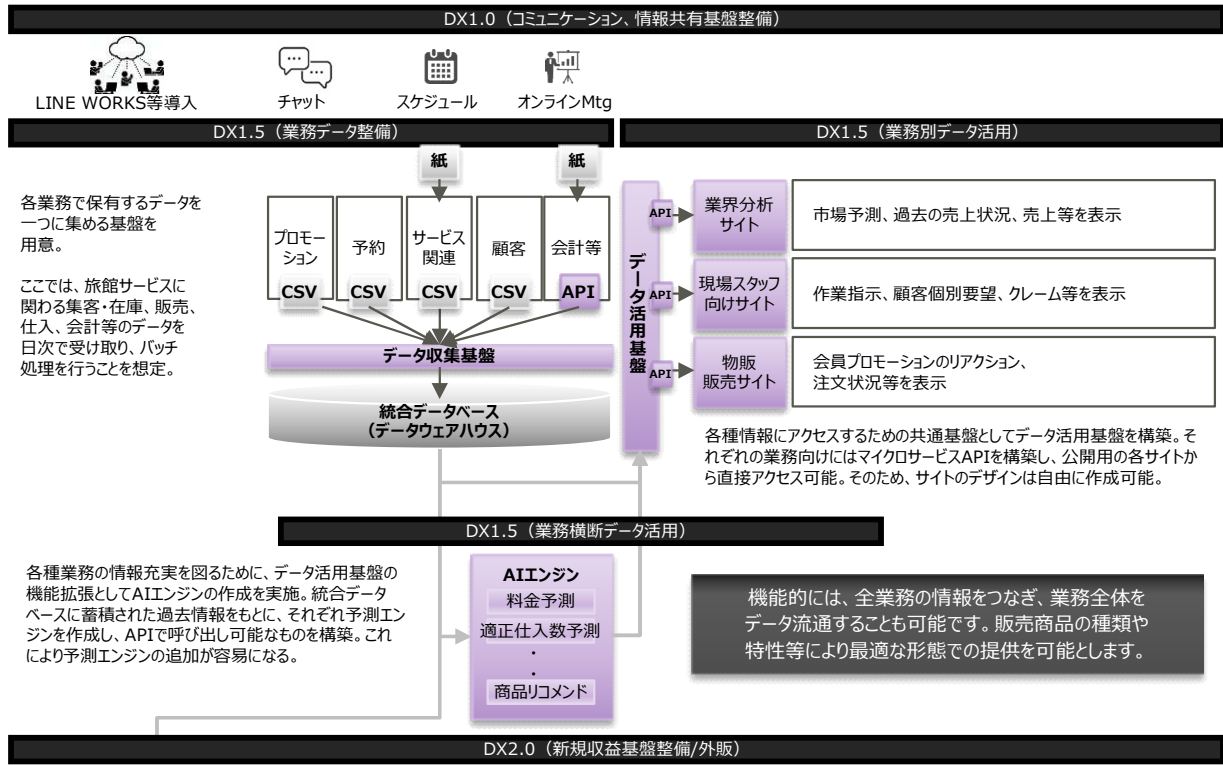 DX1.0（コミュニケーション、情報共有基盤整備）
LINE WORKS等導入
チャット
スケジュール
オンラインMtg
DX1.5（業務データ整備）
各業務で保有するデータを
一つに集める基盤を
用意。
ここでは、旅館サービスに
関わる集客・在庫、販売、
仕入、会計等のデータを
日次で受け取り、バッチ
処理を行うことを想定。
紙
紙
プロモー
ション
予約
サービス
関連
顧客
会計等
CSV
CSV
CSV
CSV
API
データ収集基盤
統合データベース
（データウェアハウス）
DX1.5（業務別データ活用）
データ活用基盤
API
業界分析
サイト
市場予測、過去の売上状況、売上等を表示
API
現場スタッフ
向けサイト
作業指示、顧客個別要望、クレーム等を表示
API
物販
販売サイト
会員プロモーションのリアクション、
注文状況等を表示
各種情報にアクセスするための共通基盤としてデータ活用基盤を構築。そ
れぞれの業務向けにはマイクロサービスAPIを構築し、公開用の各サイトか
ら直接アクセス可能。そのため、サイトのデザインは自由に作成可能。
DX1.5（業務横断データ活用）
各種業務の情報充実を図るために、データ活用基盤の
機能拡張としてAIエンジンの作成を実施。統合データ
ベースに蓄積された過去情報をもとに、それぞれ予測エン
ジンを作成し、APIで呼び出し可能なものを構築。これ
により予測エンジンの追加が容易になる。
AIエンジン
料金予測
適正仕入数予測
・
・
商品リコメンド
機能的には、全業務の情報をつなぎ、業務全体を
データ流通することも可能です。販売商品の種類や
特性等により最適な形態での提供を可能とします。
DX2.0（新規収益基盤整備/外販）